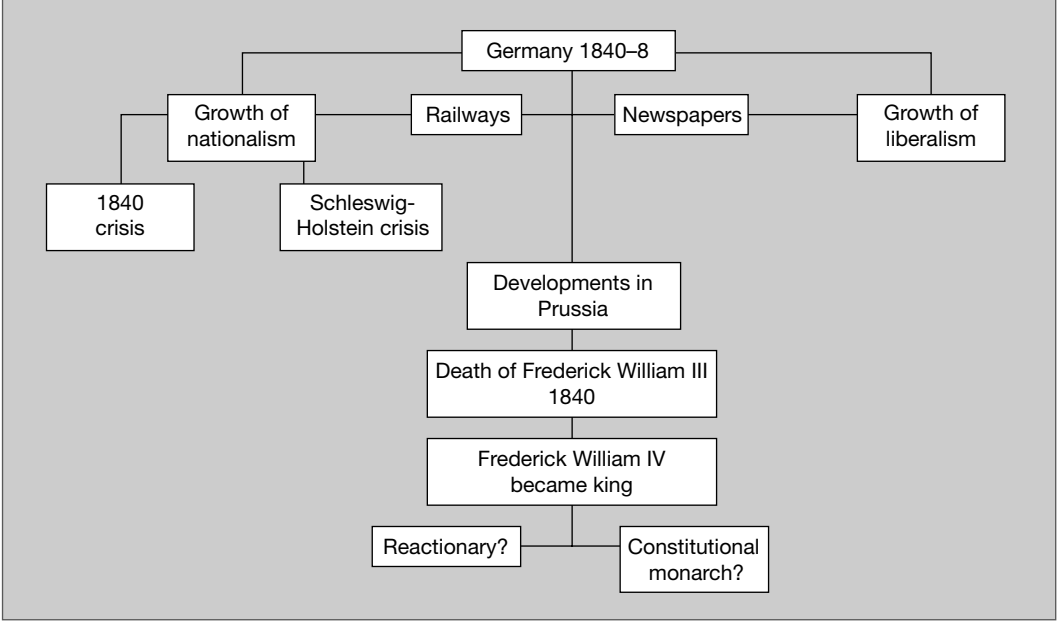 Germany 1840–8
Growth of
nationalism
Railways
Newspapers
Growth of
liberalism
1840
crisis
Schleswig-
Holstein crisis
Developments in
Prussia
Death of Frederick William III
1840
Frederick William IV
became king
Reactionary?
Constitutional
monarch?